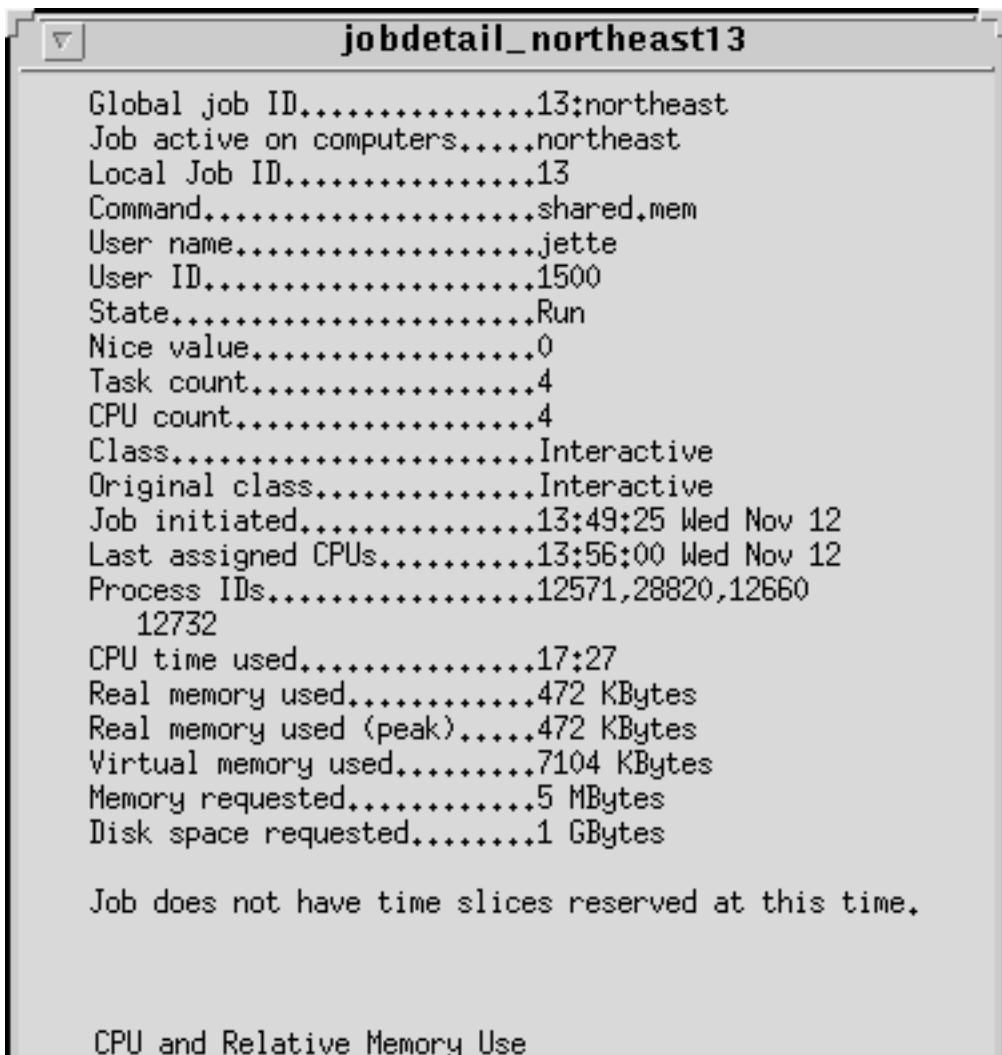 jobdetail_northeast13
Global job ID...............13:northeast
Job active on computers.....northeast
Local Job ID................13
Command.....................shared.mem
User name...................jette
User ID.....................1500
State.......................Run
Nice value..................0
Task count..................4
CPU count...................4
Class.......................Interactive
Original class..............Interactive
Job initiated...............13:49:25 Wed Nov 12
Last assigned CPUs..........13:56:00 Wed Nov 12
Process IDs.................12571,28820,12660
   12732
CPU time used...............17:27
Real memory used............472 KBytes
Real memory used (peak).....472 KBytes
Virtual memory used.........7104 KBytes
Memory requested............5 MBytes
Disk space requested........1 GBytes
Job does not have time slices reserved at this time.
CPU and Relative Memory Use